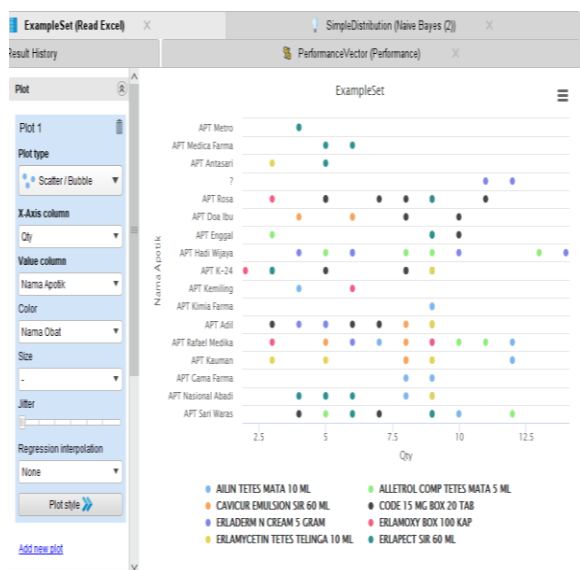 ExampleSet (Read Excel)
SimpleDistribution (Naive Bayes (2))
Result History
PerformanceVector (Performance)
Plot
Plot 1
Plot type
Scatter / Bubble
X-Axis column
Qty
Value column
Nama Apotik
Color
Nama Obat
Size
-
Jitter
Regression interpolation
None
Plot style
Add new plot
ExampleSet
Nama Apotik
APT Metro
APT Medica Farma
APT Antasari
?
APT Rosa
APT Doa Ibu
APT Enggal
APT Hadi Wijaya
APT K-24
APT Kemiling
APT Kimia Farma
APT Adil
APT Rafael Medika
APT Kauman
APT Gama Farma
APT Nasional Abadi
APT Sari Waras
2.5 5 7.5 10 12.5
Qty
AILIN TETES MATA 10 ML ALLETROL COMP TETES MATA 5 ML
CAVICUR EMULSION SIR 60 ML CODE 15 MG BOX 20 TAB
ERLADERM N CREAM 5 GRAM ERLAMOXY BOX 100 KAP
ERLAMYCETIN TETES TELINGA 10 ML ERLAPECT SIR 60 ML